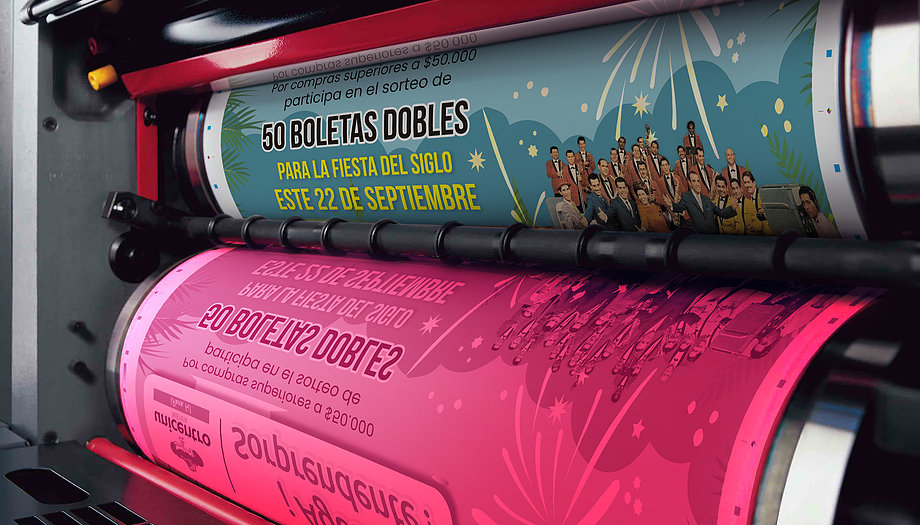 Por compras superiores a $50.000
Por compras superiores a $50.000
participa en el sorteo de
50 BOLETAS DOBLES
PARA LA FIESTA DEL SIGLO
ESTE 22 DE SEPTIEMBRE
ESTE 22 DE SEPTIEMBRE
PARA LA FIESTA DEL SIGLO
50 BOLETAS DOBLES
participa en el sorteo de
Por compras superiores a $50.000
unicentro
Sorprendente!